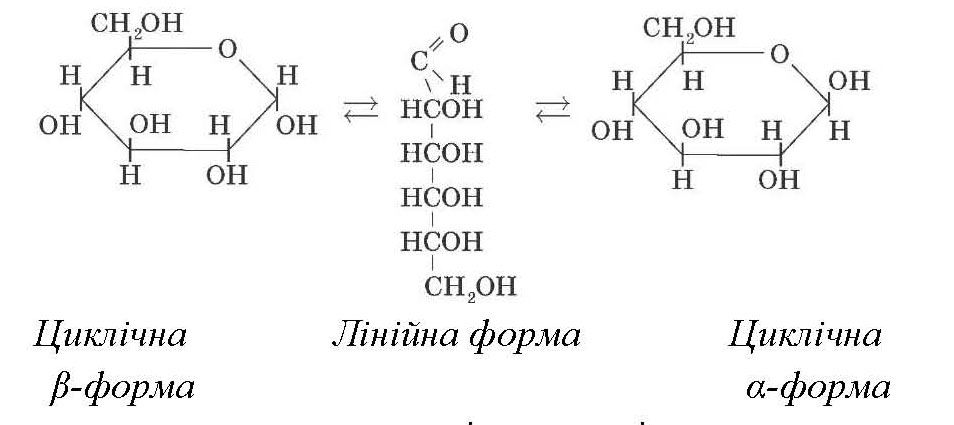 CH₂OH O H H H OH OH H OH H OH
C O H
HCOH
HCOH
HCOH
HCOH
CH₂OH
CH₂OH O H H OH OH OH H H H OH
Циклічна
β-форма
Лінійна форма
Циклічна
α-форма